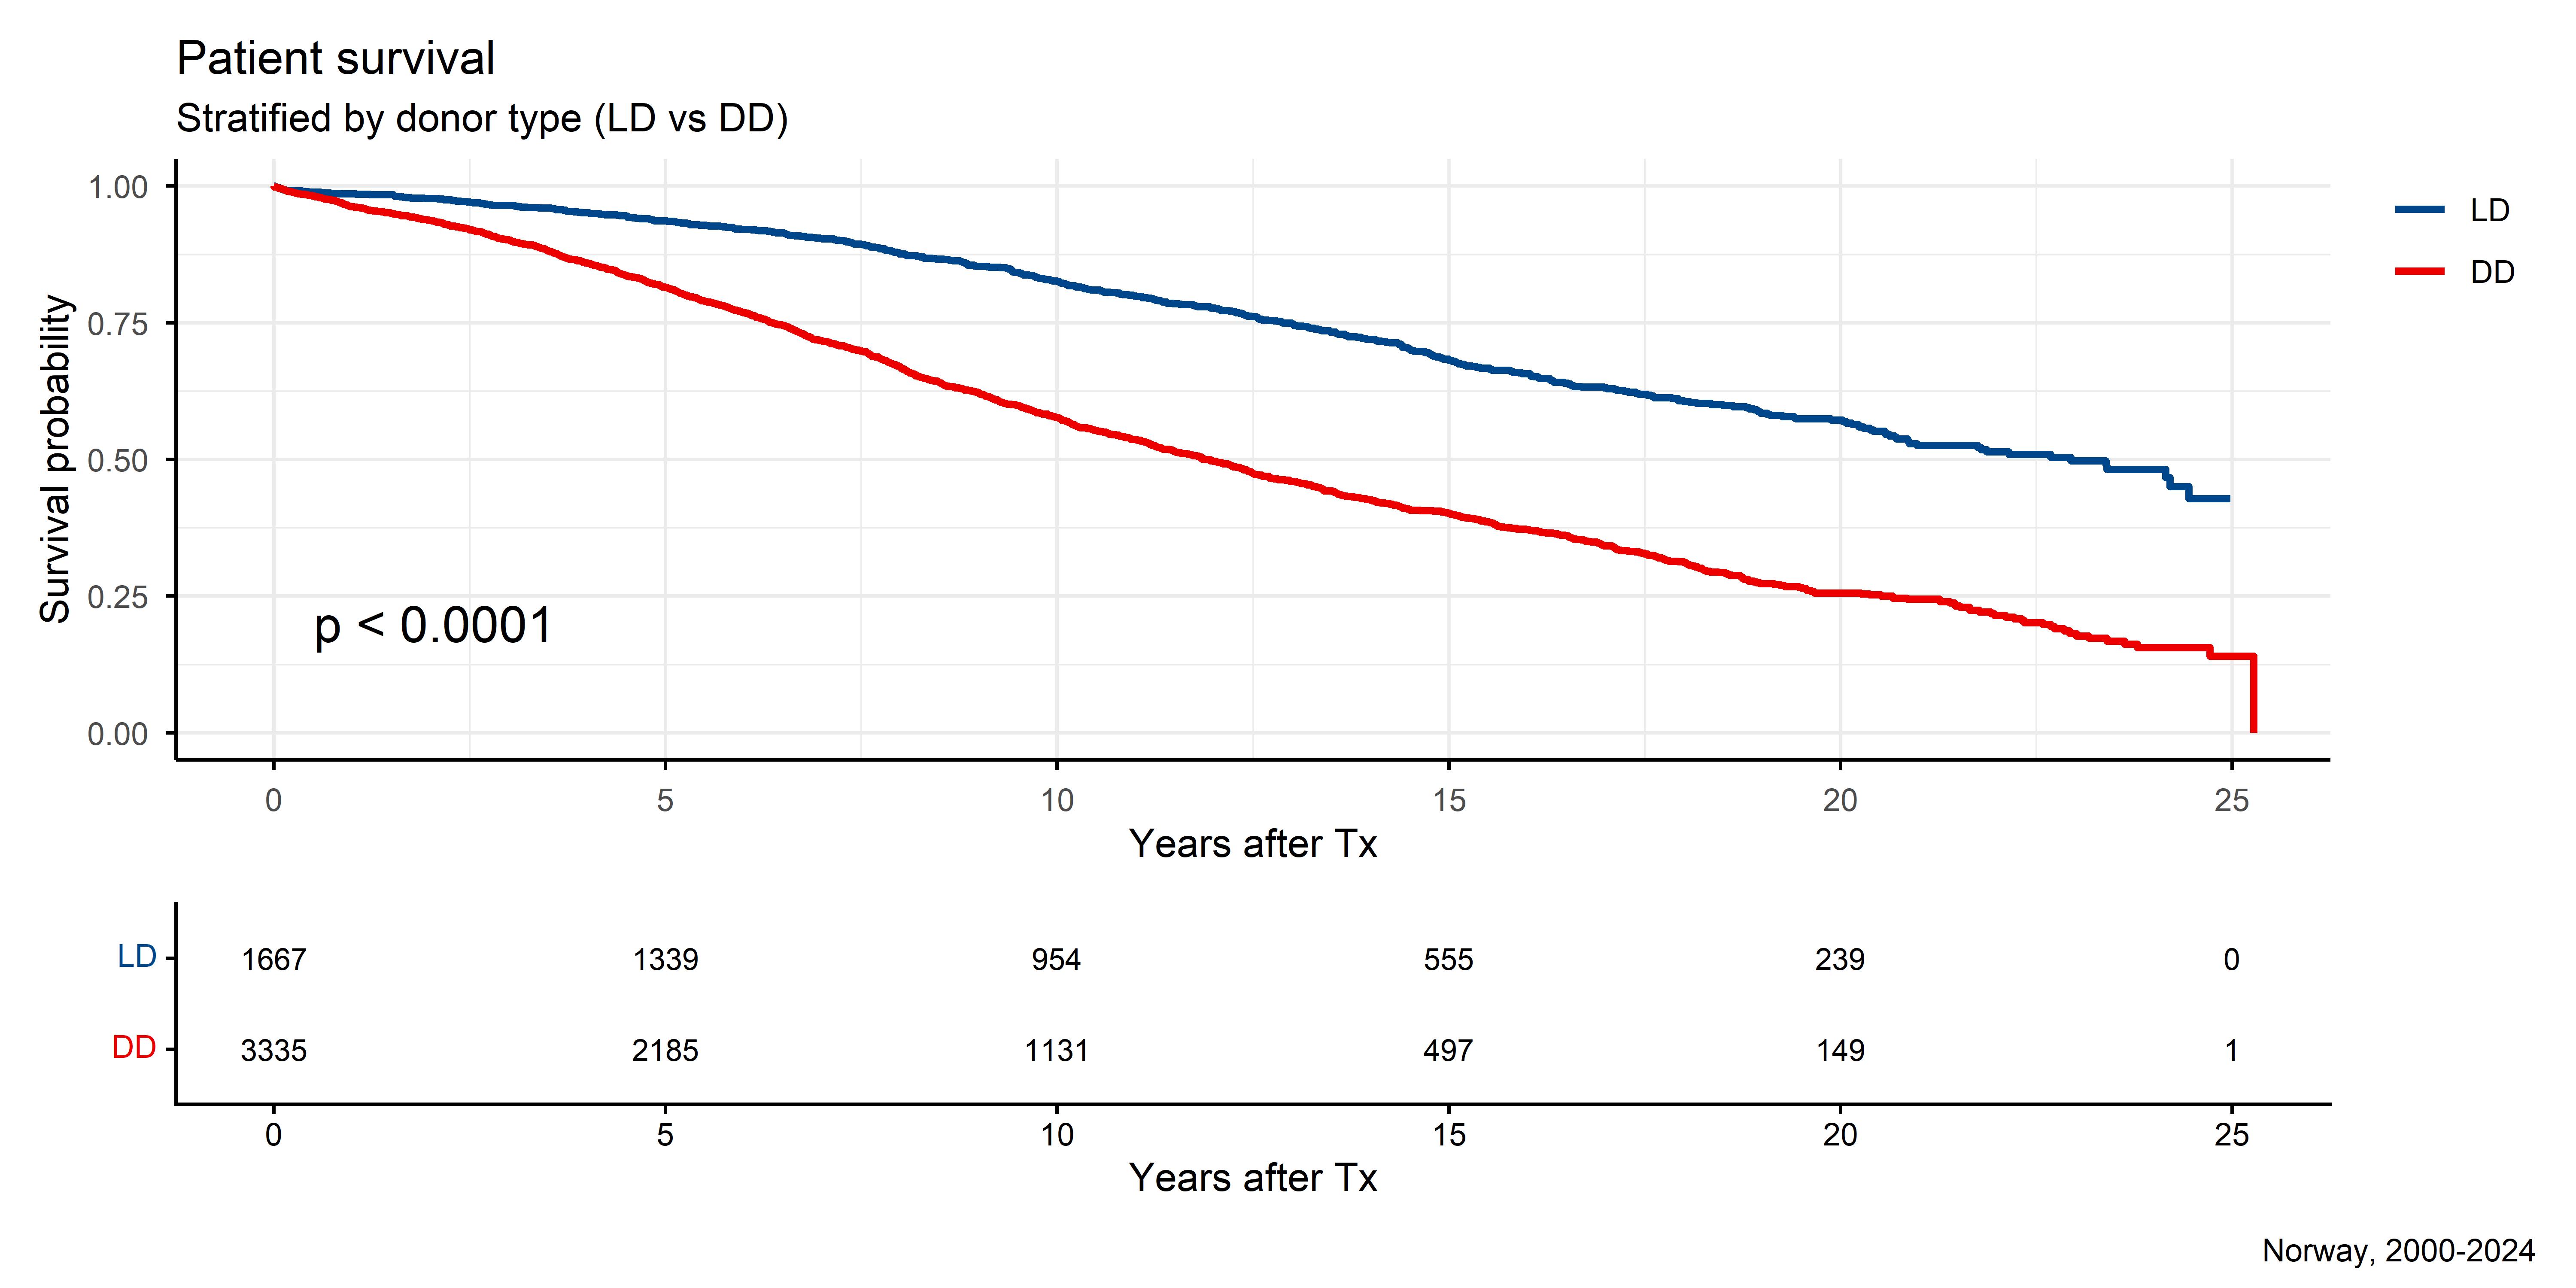 Patient survival
Stratified by donor type (LD vs DD)
1.00
0.75
0.50
0.25
0.00
Survival probability
p < 0.0001
LD
DD
0 5 10 15 20 25
Years after Tx
LD 1667 1339 954 555 239 0
DD 3335 2185 1131 497 149 1
0 5 10 15 20 25
Years after Tx
Norway, 2000-2024